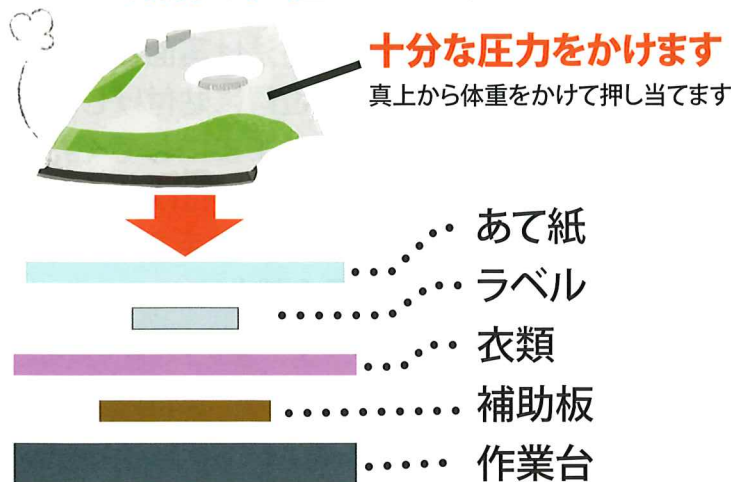 十分な圧力をかけます
真上から体重をかけて押し当てます
あて紙
ラベル
衣類
補助板
作業台